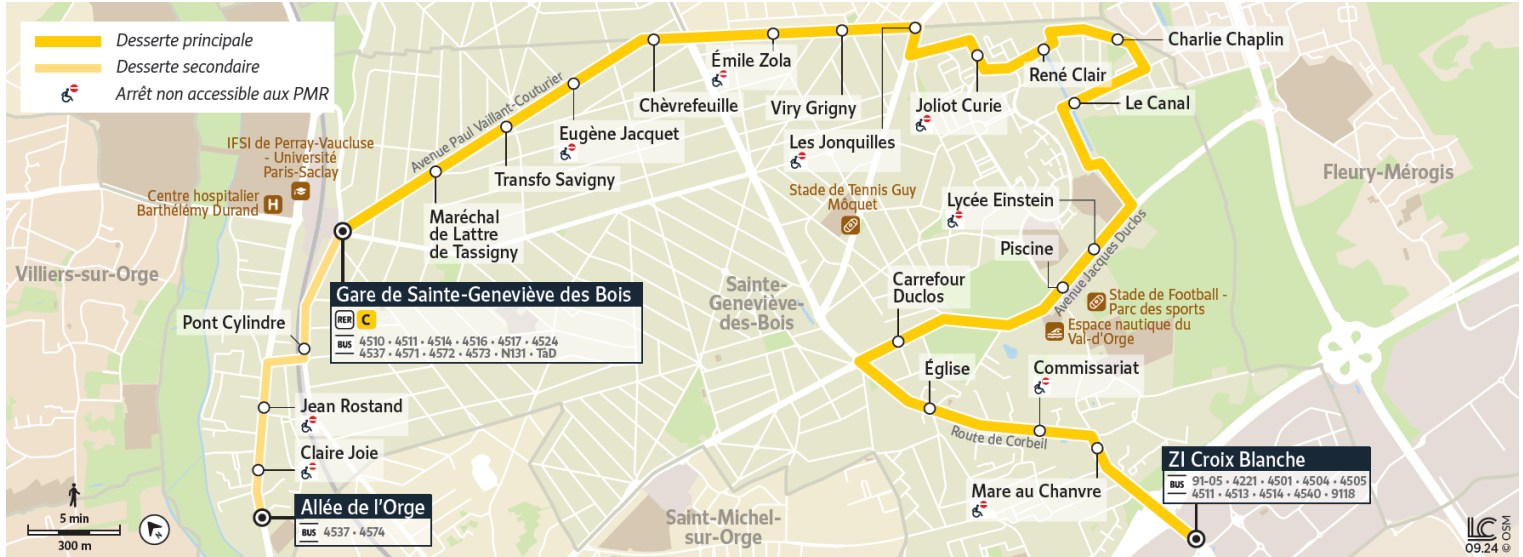 Desserte principale
Desserte secondaire
Arrêt non accessible aux PMR
IFSI de Perray-Vaucluse
- Université
Paris-Saclay
Centre hospitalier
Barthélémy Durand
H
Villiers-sur-Orge
Avenue Paul Vaillant-Couturier
Maréchal
de Lattre
de Tassigny
Transfo Savigny
Eugène Jacquet
Chèvrefeuille
Émile Zola
Viry Grigny
Les Jonquilles
Joliot Curie
René Clair
Charlie Chaplin
Le Canal
Fleury-Mérogis
Stade de Tennis Guy
Môquet
Lycée Einstein
Piscine
Avenue Jacques Duclos
Stade de Football -
Parc des sports
Espace nautique du
Val-d'Orge
Carrefour
Duclos
Sainte-
Geneviève-
des-Bois
Gare de Sainte-Geneviève des Bois
RER C
BUS
4510 • 4511 • 4514 • 4516 • 4517 • 4524
4537 • 4571 • 4572 • 4573 • N131 • TàD
Pont Cylindre
Jean Rostand
Claire Joie
Allée de l'Orge
BUS 4537 • 4574
Église
Commissariat
Route de Corbeil
Mare au Chanvre
ZI Croix Blanche
BUS
91-05 • 4221 • 4501 • 4504 • 4505
4511 • 4513 • 4514 • 4540 • 9118
Saint-Michel-
sur-Orge
5 min
300 m
N
LC
09.24 © OSM